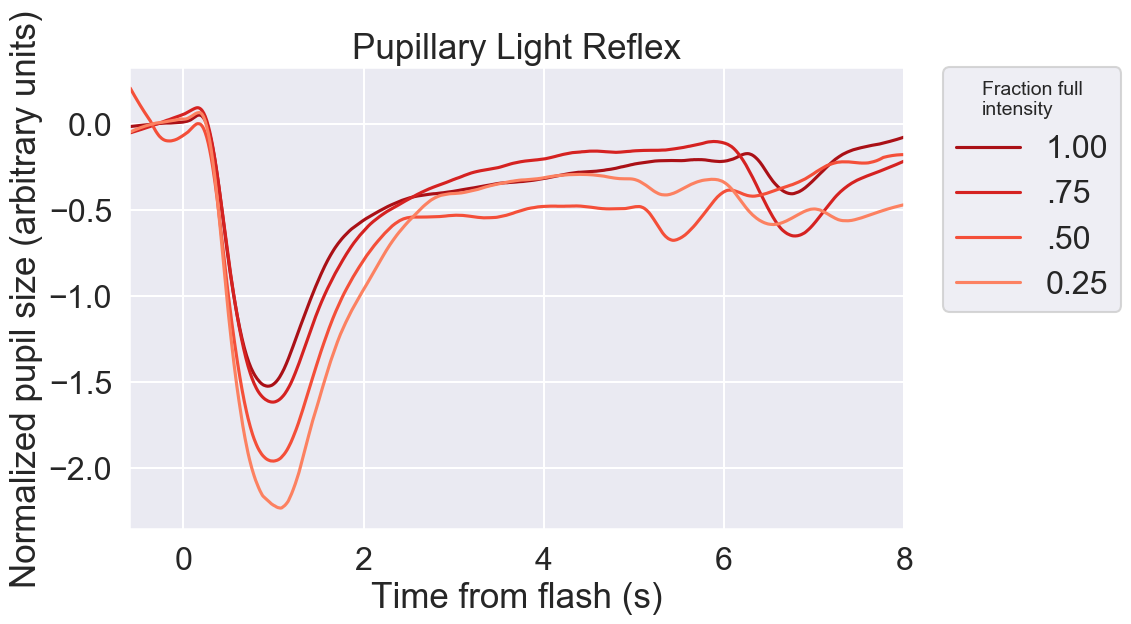 Pupillary Light Reflex
Normalized pupil size (arbitrary units)
0.0
−0.5
−1.0
−1.5
−2.0
0 2 4 6 8
Time from flash (s)
Fraction full
intensity
1.00
.75
.50
0.25